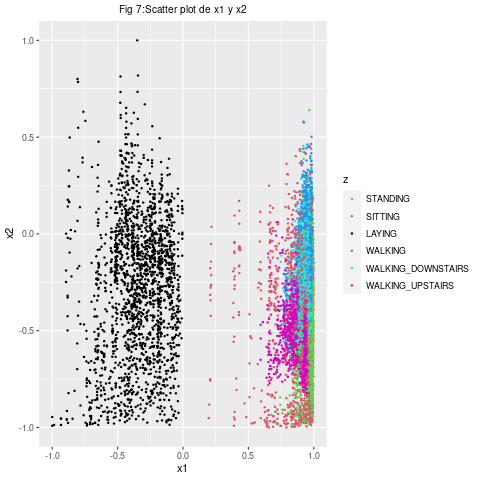 Fig 7:Scatter plot de x1 y x2
1.0
0.5
0.0
-0.5
-1.0
x2
-1.0 -0.5 0.0 0.5 1.0
x1
z
STANDING
SITTING
LAYING
WALKING
WALKING_DOWNSTAIRS
WALKING_UPSTAIRS